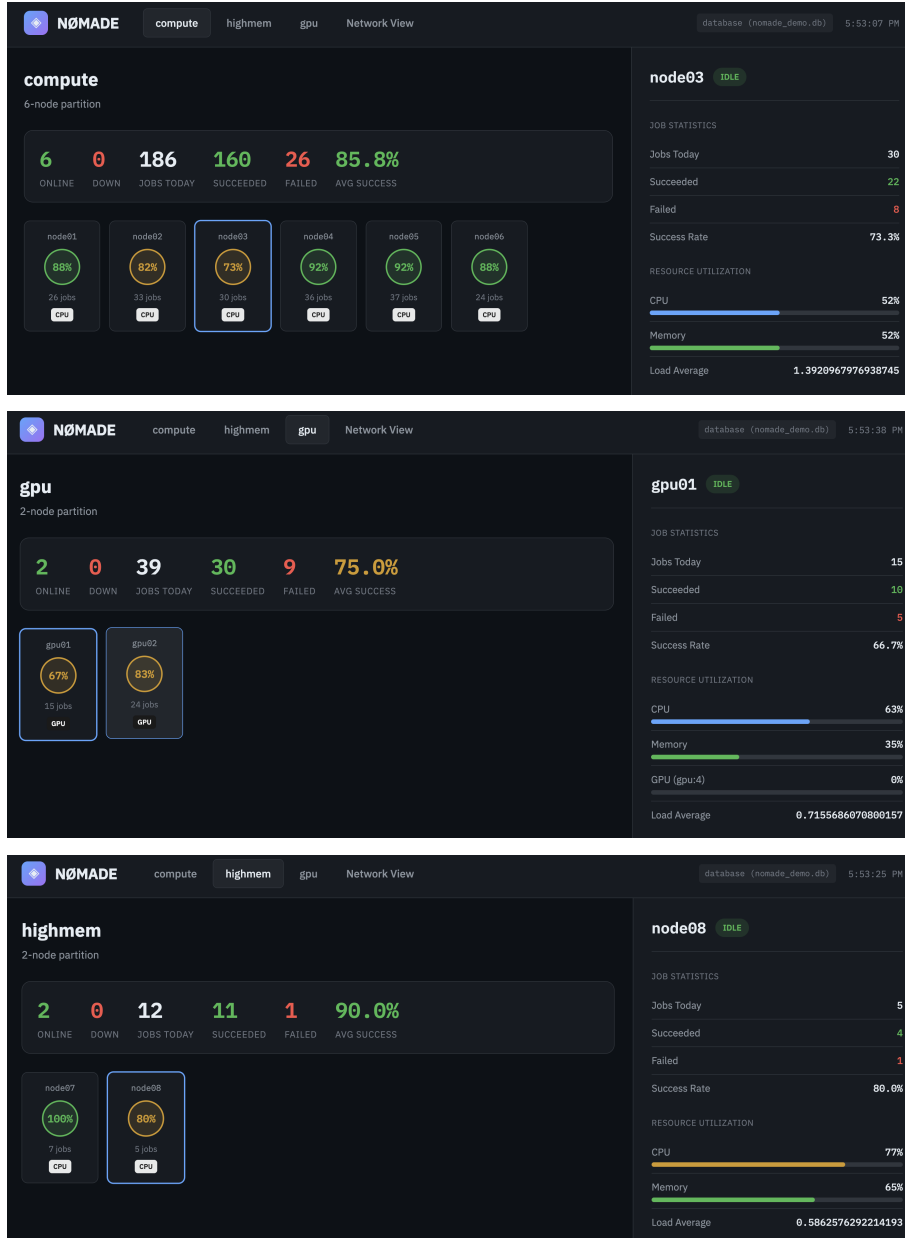 NØMADE compute highmem gpu Network View database (nomade_demo.db) 5:53:07 PM
compute
6-node partition
6 0 186 160 26 85.8%
ONLINE DOWN JOBS TODAY SUCCEEDED FAILED AVG SUCCESS
node01 node02 node03 node04 node05 node06
88% 82% 73% 92% 92% 88%
26 jobs 33 jobs 30 jobs 36 jobs 37 jobs 24 jobs
CPU CPU CPU CPU CPU CPU
node03 IDLE
JOB STATISTICS
Jobs Today 30
Succeeded 22
Failed 8
Success Rate 73.3%
RESOURCE UTILIZATION
CPU 52%
Memory 52%
Load Average 1.3920967976938745
NØMADE compute highmem gpu Network View database (nomade_demo.db) 5:53:38 PM
gpu
2-node partition
2 0 39 30 9 75.0%
ONLINE DOWN JOBS TODAY SUCCEEDED FAILED AVG SUCCESS
gpu01 gpu02
67% 83%
15 jobs 24 jobs
GPU GPU
gpu01 IDLE
JOB STATISTICS
Jobs Today 15
Succeeded 10
Failed 5
Success Rate 66.7%
RESOURCE UTILIZATION
CPU 63%
Memory 35%
GPU (gpu:4) 0%
Load Average 0.7155686070800157
NØMADE compute highmem gpu Network View database (nomade_demo.db) 5:53:25 PM
highmem
2-node partition
2 0 12 11 1 90.0%
ONLINE DOWN JOBS TODAY SUCCEEDED FAILED AVG SUCCESS
node07 node08
100% 80%
7 jobs 5 jobs
CPU CPU
node08 IDLE
JOB STATISTICS
Jobs Today 5
Succeeded 4
Failed 1
Success Rate 80.0%
RESOURCE UTILIZATION
CPU 77%
Memory 65%
Load Average 0.5862576292214193